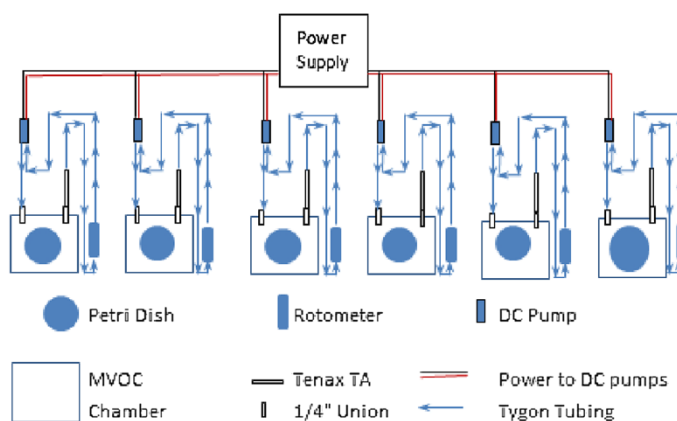 Power
Supply
Petri Dish
Rotometer
DC Pump
MVOC
Chamber
Tenax TA
1/4" Union
Power to DC pumps
Tygon Tubing